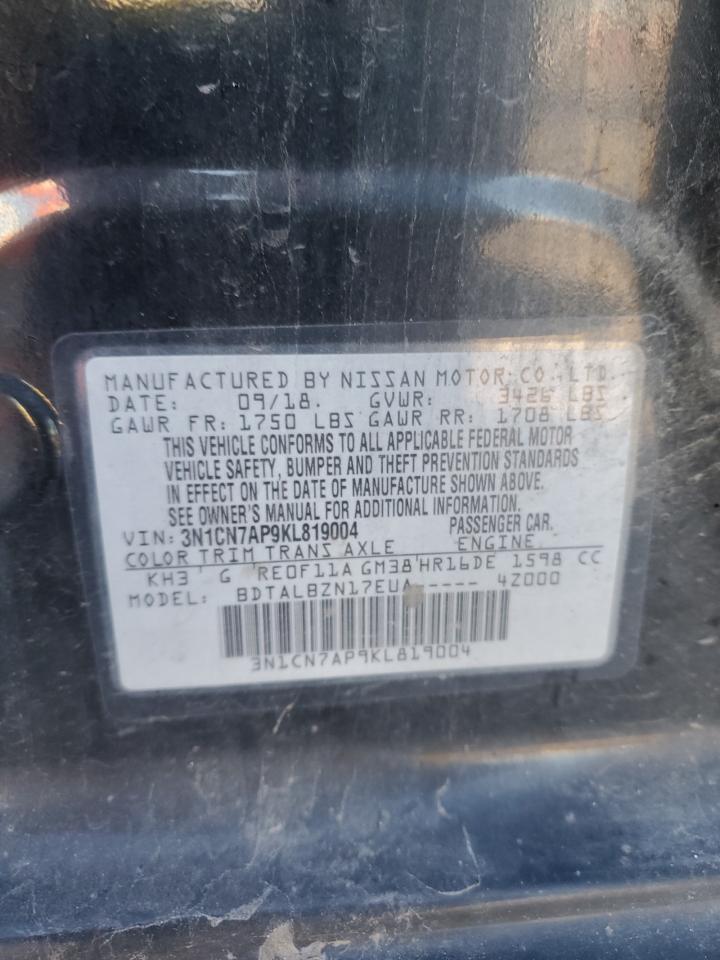 MANUFACTURED BY NISSAN MOTOR CO., LTD.
DATE: 09/18. GVWR: 3426 LBS
GAWR FR: 1750 LBS GAWR RR: 1708 LBS
THIS VEHICLE CONFORMS TO ALL APPLICABLE FEDERAL MOTOR
VEHICLE SAFETY, BUMPER AND THEFT PREVENTION STANDARDS
IN EFFECT ON THE DATE OF MANUFACTURE SHOWN ABOVE.
SEE OWNER'S MANUAL FOR ADDITIONAL INFORMATION.
VIN: 3N1CN7AP9KL819004 PASSENGER CAR.
COLOR TRIM TRANS AXLE ENGINE
KH3 G RE0F11A GM38 HR16DE 1598 CC
MODEL: BDTALBZN17EUA----- 4Z000
3N1CN7AP9KL819004